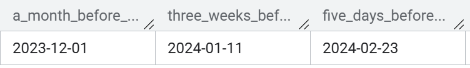 a_month_before_... three_weeks_bef... five_days_before...
2023-12-01 2024-01-11 2024-02-23